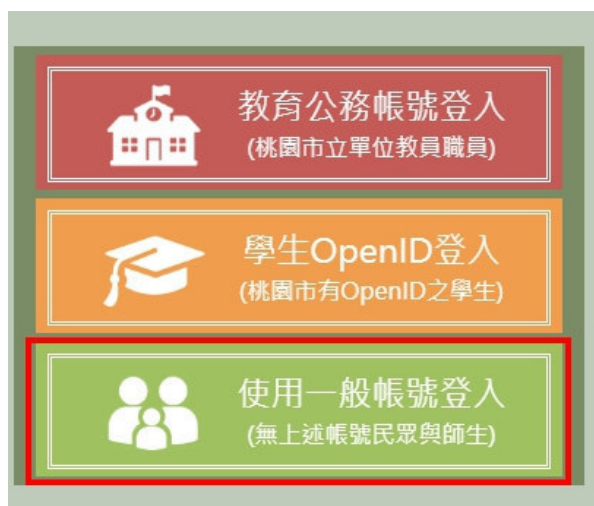 教育公務帳號登入
(桃園市立單位教員職員)
學生OpenID登入
(桃園市有OpenID之學生)
使用一般帳號登入
(無上述帳號民眾與師生)